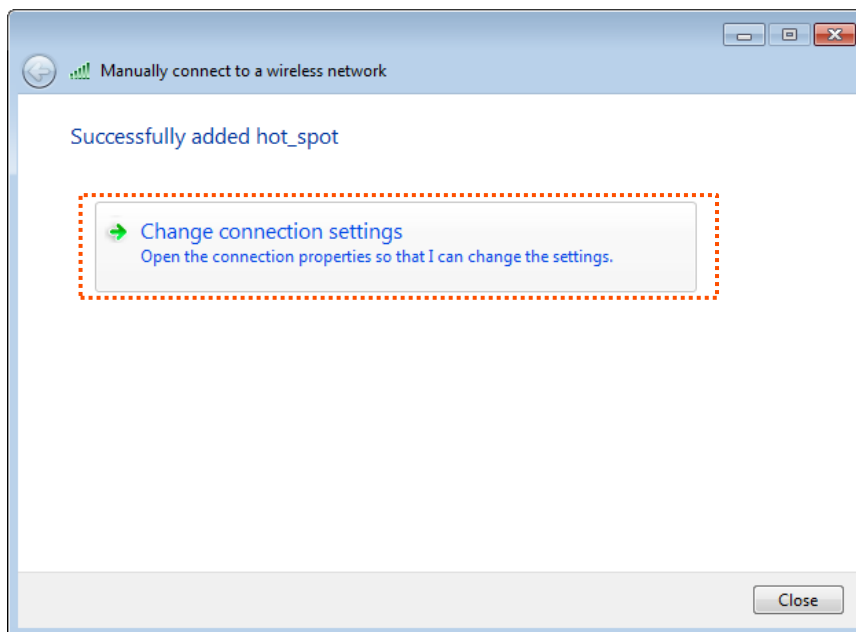 Manually connect to a wireless network
Successfully added hot_spot
Change connection settings
Open the connection properties so that I can change the settings.
Close